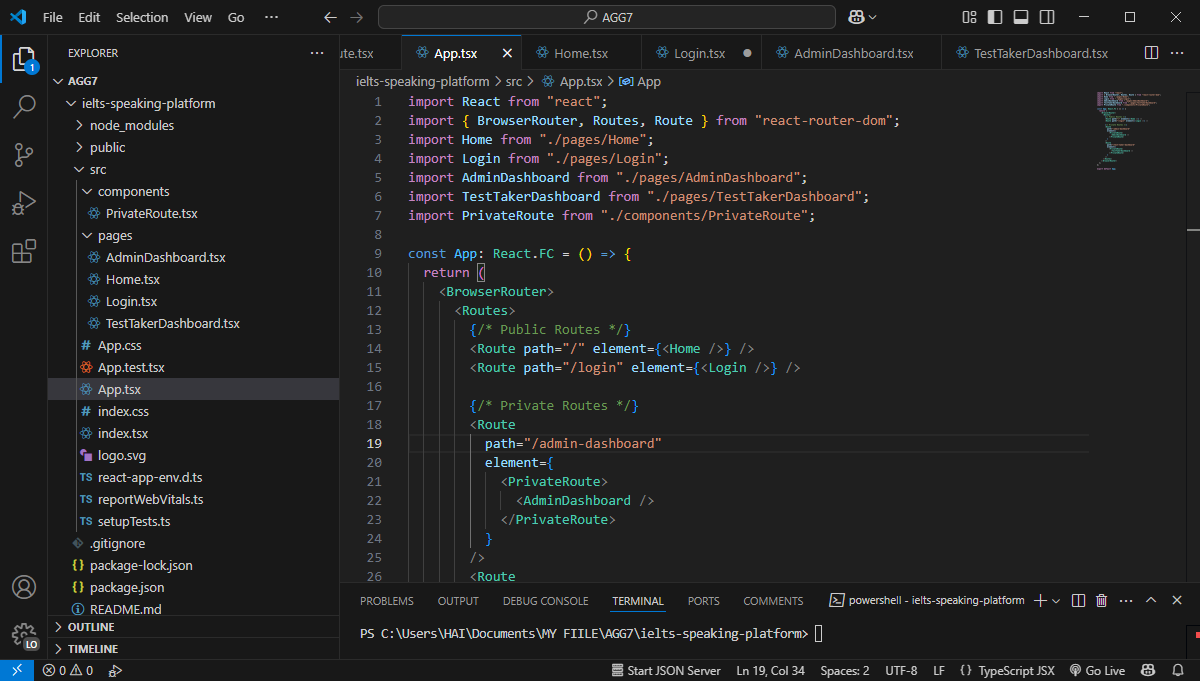 File Edit Selection View Go ··· AGG7
EXPLORER ···
1
AGG7
ielts-speaking-platform
node_modules
public
src
components
PrivateRoute.tsx
pages
AdminDashboard.tsx
Home.tsx
Login.tsx
TestTakerDashboard.tsx
# App.css
App.test.tsx
App.tsx
# index.css
index.tsx
logo.svg
TS react-app-env.d.ts
TS reportWebVitals.ts
TS setupTests.ts
.gitignore
{} package-lock.json
{} package.json
README.md
OUTLINE
TIMELINE
LO
ute.tsx App.tsx Home.tsx Login.tsx AdminDashboard.tsx TestTakerDashboard.tsx ···
ielts-speaking-platform > src > App.tsx > App
1 import React from "react";
2 import { BrowserRouter, Routes, Route } from "react-router-dom";
3 import Home from "./pages/Home";
4 import Login from "./pages/Login";
5 import AdminDashboard from "./pages/AdminDashboard";
6 import TestTakerDashboard from "./pages/TestTakerDashboard";
7 import PrivateRoute from "./components/PrivateRoute";
8
9 const App: React.FC = () => {
10 return (
11 <BrowserRouter>
12 <Routes>
13 {/* Public Routes */}
14 <Route path="/" element={<Home />} />
15 <Route path="/login" element={<Login />} />
16
17 {/* Private Routes */}
18 <Route
19 path="/admin-dashboard"
20 element={
21 <PrivateRoute>
22 <AdminDashboard />
23 </PrivateRoute>
24 }
25 />
26 <Route
PROBLEMS OUTPUT DEBUG CONSOLE TERMINAL PORTS COMMENTS powershell - ielts-speaking-platform ···
PS C:\Users\HAI\Documents\MY FIILE\AGG7\ielts-speaking-platform>
0 0 Start JSON Server Ln 19, Col 34 Spaces: 2 UTF-8 LF {} TypeScript JSX Go Live